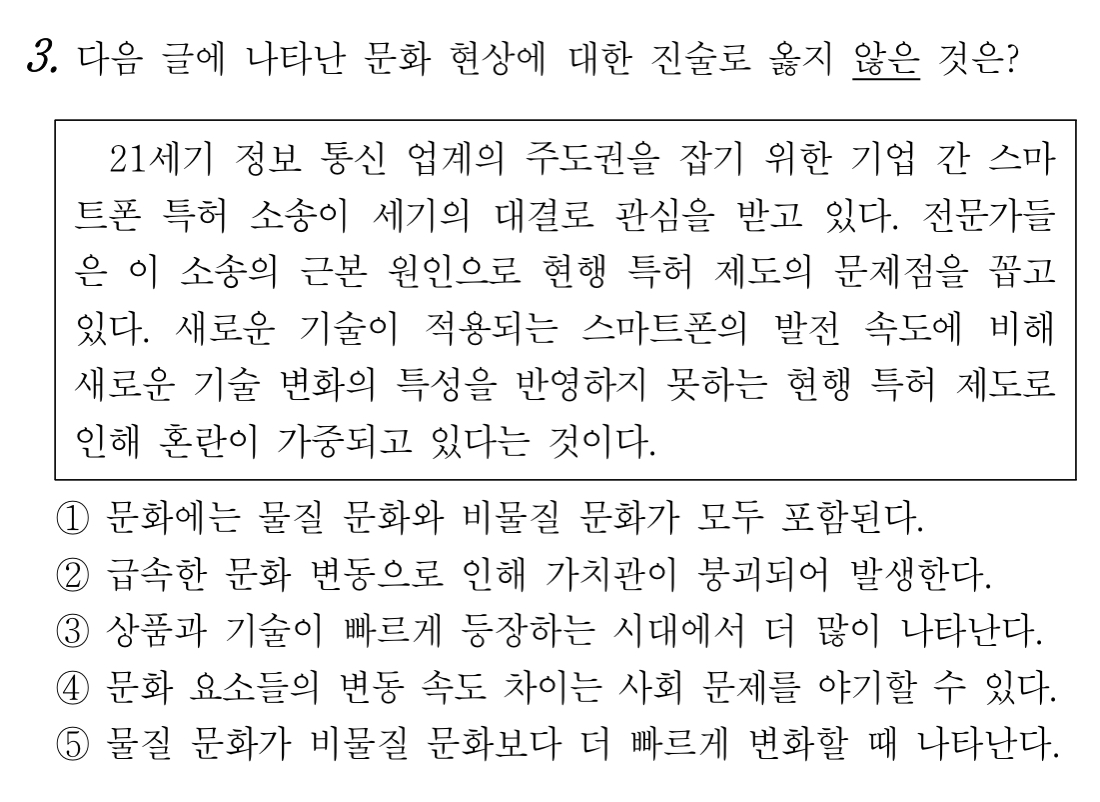 3. 다음 글에 나타난 문화 현상에 대한 진술로 옳지 않은 것은?
21세기 정보 통신 업계의 주도권을 잡기 위한 기업 간 스마
트폰 특허 소송이 세기의 대결로 관심을 받고 있다. 전문가들
은 이 소송의 근본 원인으로 현행 특허 제도의 문제점을 꼽고
있다. 새로운 기술이 적용되는 스마트폰의 발전 속도에 비해
새로운 기술 변화의 특성을 반영하지 못하는 현행 특허 제도로
인해 혼란이 가중되고 있다는 것이다.
① 문화에는 물질 문화와 비물질 문화가 모두 포함된다.
② 급속한 문화 변동으로 인해 가치관이 붕괴되어 발생한다.
③ 상품과 기술이 빠르게 등장하는 시대에서 더 많이 나타난다.
④ 문화 요소들의 변동 속도 차이는 사회 문제를 야기할 수 있다.
⑤ 물질 문화가 비물질 문화보다 더 빠르게 변화할 때 나타난다.